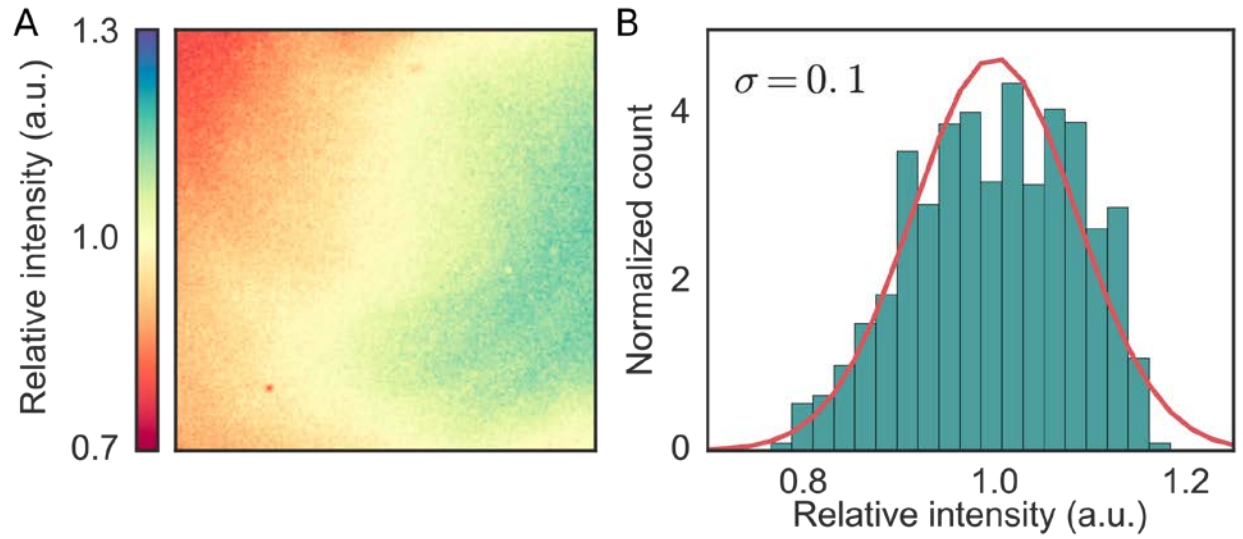 A
1.3
1.0
0.7
Relative intensity (a.u.)
B
σ = 0.1
4
2
0
Normalized count
0.8 1.0 1.2
Relative intensity (a.u.)